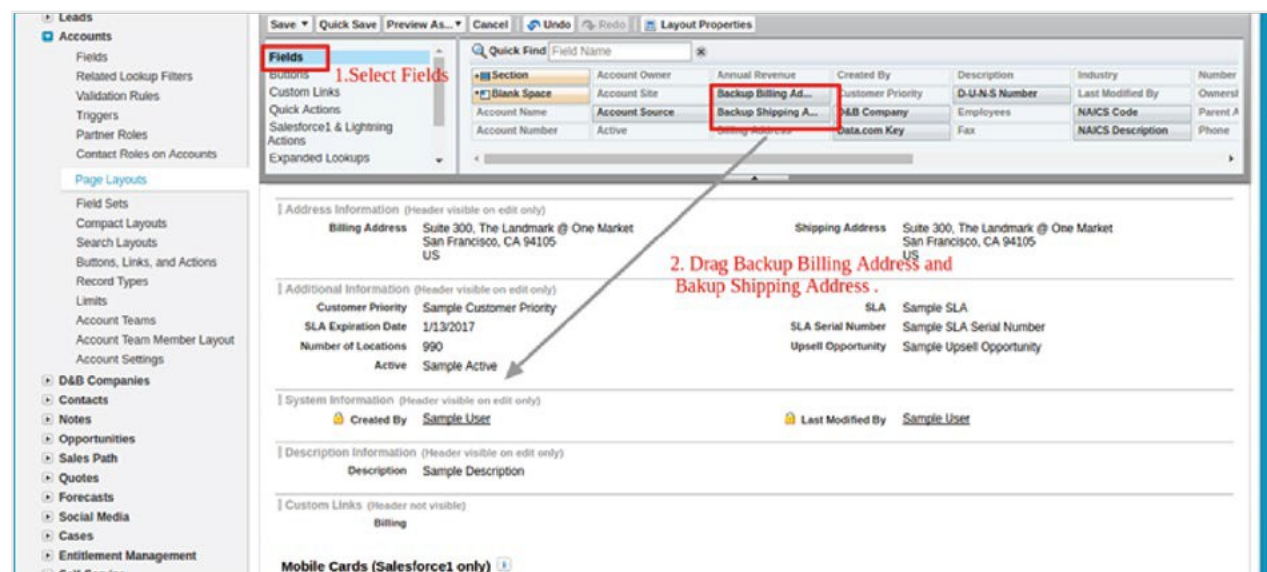 Leads
Accounts
Fields
Related Lookup Filters
Validation Rules
Triggers
Partner Roles
Contact Roles on Accounts
Page Layouts
Field Sets
Compact Layouts
Search Layouts
Buttons, Links, and Actions
Record Types
Limits
Account Teams
Account Team Member Layout
Account Settings
D&B Companies
Contacts
Notes
Opportunities
Sales Path
Quotes
Forecasts
Social Media
Cases
Entitlement Management
Save Quick Save Preview As... Cancel Undo Redo Layout Properties
Fields
Buttons
Custom Links
Quick Actions
Salesforce1 & Lightning
Actions
Expanded Lookups
1.Select Fields
Quick Find Field Name
Section Account Owner Annual Revenue Created By Description Industry Number
Blank Space Account Site Backup Billing Ad... Customer Priority D-U-N-S Number Last Modified By Ownersh
Account Name Account Source Backup Shipping A... D&B Company Employees NAICS Code Parent A
Account Number Active Billing Address Data.com Key Fax NAICS Description Phone
Address Information (Header visible on edit only)
Billing Address Suite 300, The Landmark @ One Market Shipping Address Suite 300, The Landmark @ One Market
San Francisco, CA 94105 San Francisco, CA 94105
US US
2. Drag Backup Billing Address and
Bakup Shipping Address .
Additional Information (Header visible on edit only)
Customer Priority Sample Customer Priority SLA Sample SLA
SLA Expiration Date 1/13/2017 SLA Serial Number Sample SLA Serial Number
Number of Locations 990 Upsell Opportunity Sample Upsell Opportunity
Active Sample Active
System Information (Header visible on edit only)
Created By Sample User Last Modified By Sample User
Description Information (Header visible on edit only)
Description Sample Description
Custom Links (Header not visible)
Billing
Mobile Cards (Salesforce1 only)